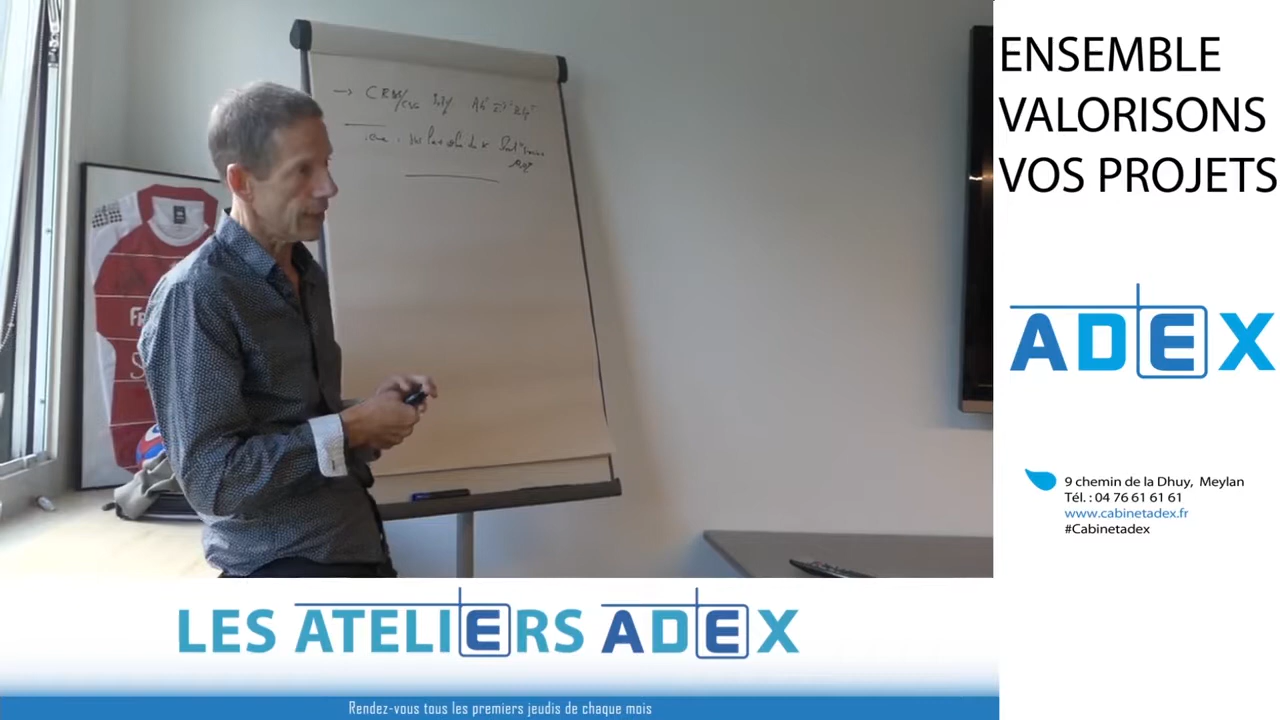 ENSEMBLE
VALORISONS
VOS PROJETS
ADEX
9 chemin de la Dhuy, Meylan
Tél. : 04 76 61 61 61
www.cabinetadex.fr
#Cabinetadex
LES ATELIERS ADEX
Rendez-vous tous les premiers jeudis de chaque mois